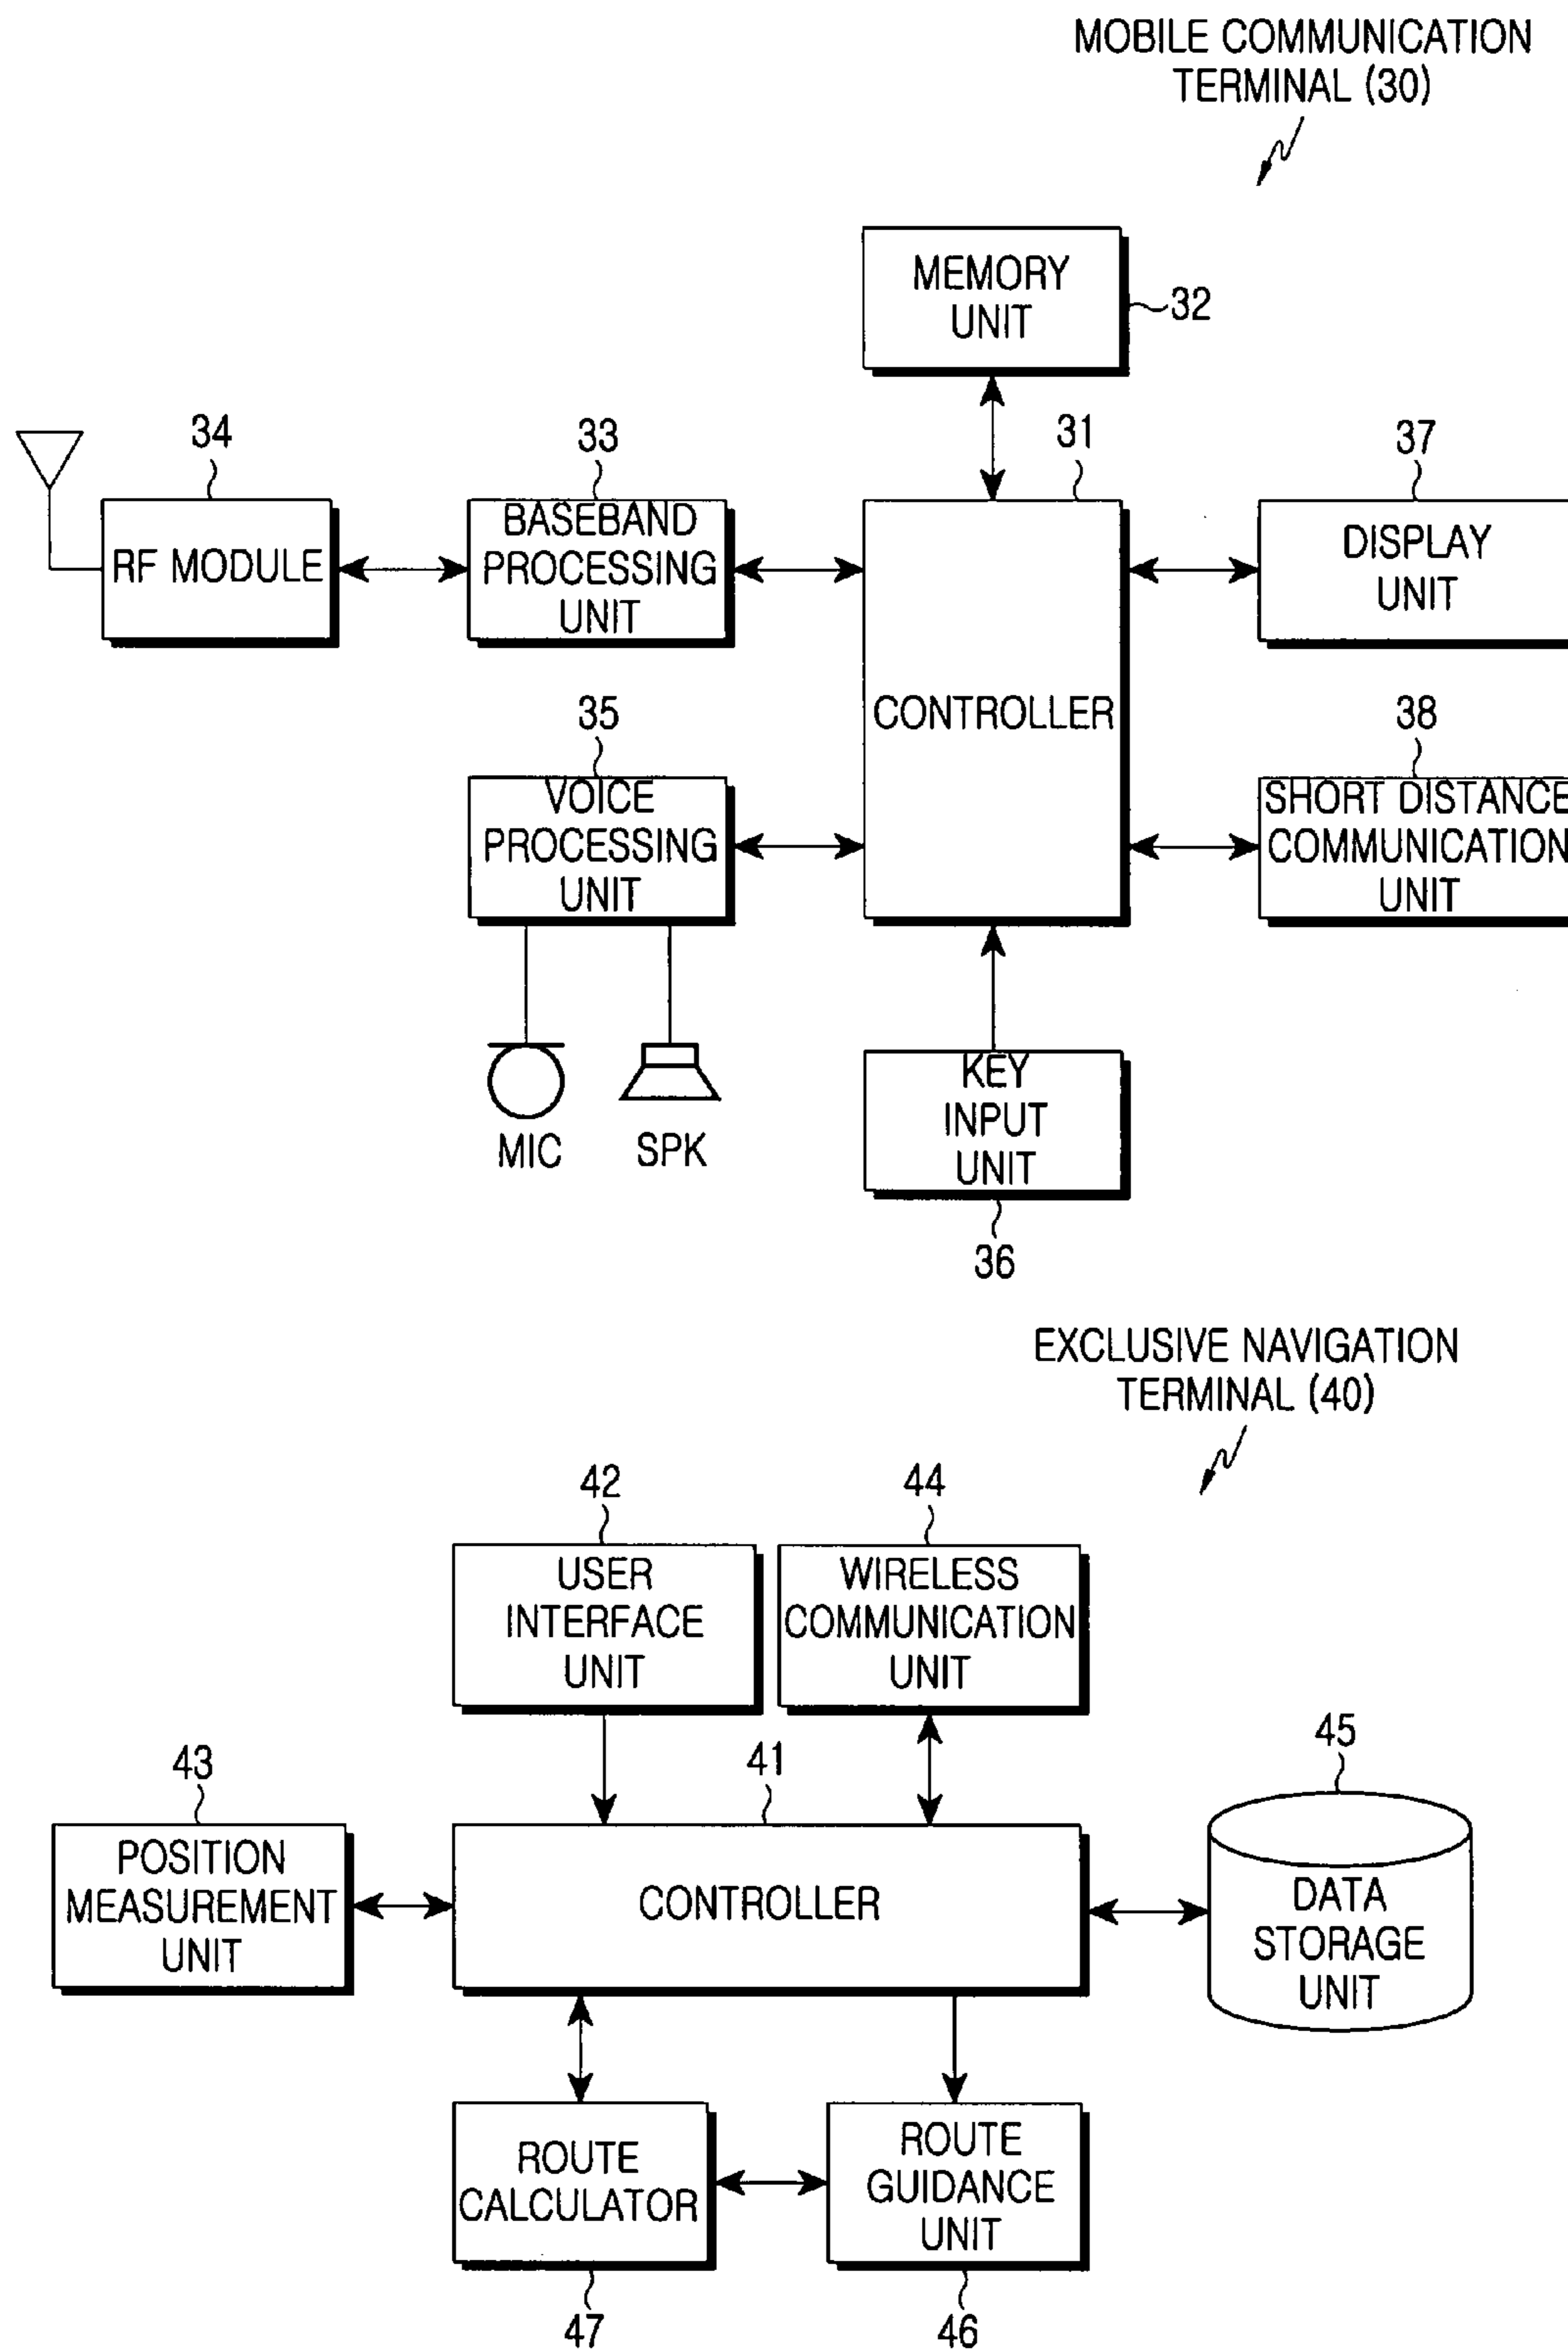 MOBILE COMMUNICATION
TERMINAL (30)
MEMORY
UNIT
32
34
33
31
37
RF MODULE
BASEBAND
PROCESSING
UNIT
DISPLAY
UNIT
CONTROLLER
35
38
VOICE
PROCESSING
UNIT
SHORT DISTANCE
COMMUNICATION
UNIT
MIC
SPK
KEY
INPUT
UNIT
36
EXCLUSIVE NAVIGATION
TERMINAL (40)
42
44
USER
INTERFACE
UNIT
WIRELESS
COMMUNICATION
UNIT
43
41
45
POSITION
MEASUREMENT
UNIT
CONTROLLER
DATA
STORAGE
UNIT
ROUTE
CALCULATOR
ROUTE
GUIDANCE
UNIT
47
46